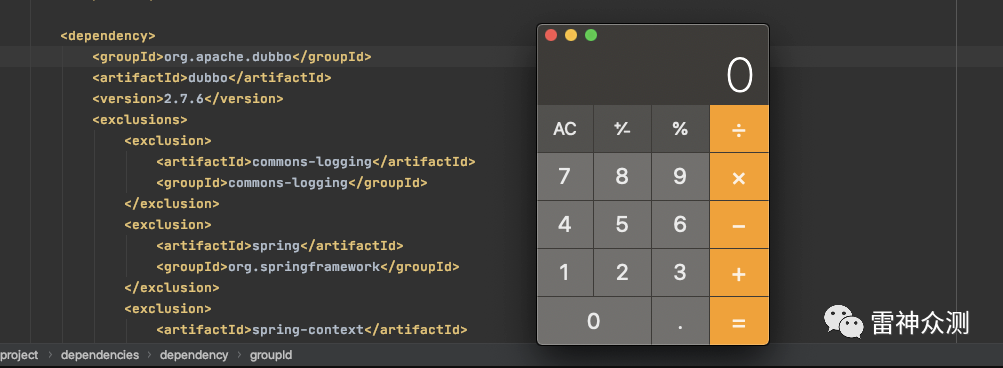 <dependency>
<groupId>org.apache.dubbo</groupId>
<artifactId>dubbo</artifactId>
<version>2.7.6</version>
<exclusions>
<exclusion>
<artifactId>commons-logging</artifactId>
<groupId>commons-logging</groupId>
</exclusion>
<exclusion>
<artifactId>spring</artifactId>
<groupId>org.springframework</groupId>
</exclusion>
<exclusion>
<artifactId>spring-context</artifactId>
project › dependencies › dependency › groupId
0
AC ⁺∕₋ % ÷
7 8 9 ×
4 5 6 −
1 2 3 +
0 . =
雷神众测